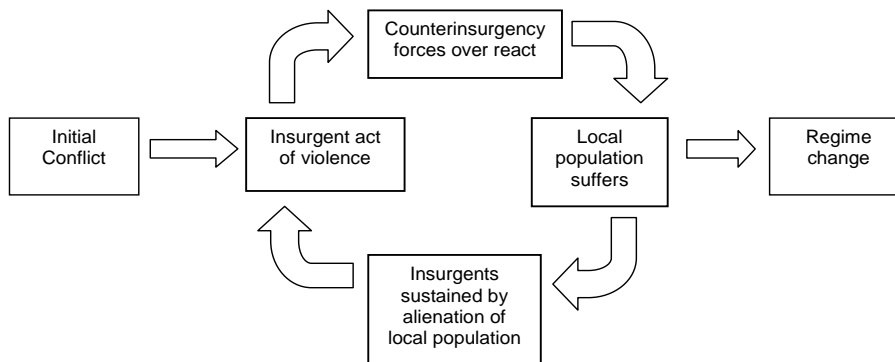 Counterinsurgency
forces over react
Initial
Conflict
Insurgent act
of violence
Local
population
suffers
Regime
change
Insurgents
sustained by
alienation of
local population